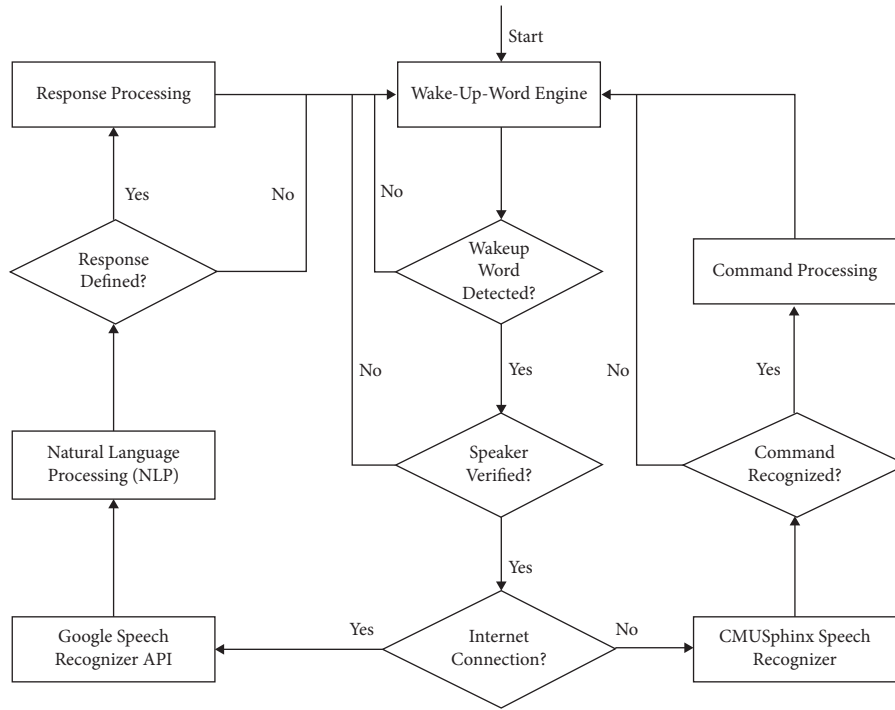 Start
Response Processing
Wake-Up-Word Engine
Yes
No
No
No
Response
Defined?
Wakeup
Word
Detected?
Command Processing
Yes
No
No
Yes
Natural Language
Processing (NLP)
Speaker
Verified?
Command
Recognized?
Yes
Google Speech
Recognizer API
Yes
Internet
Connection?
No
CMUSphinx Speech
Recognizer